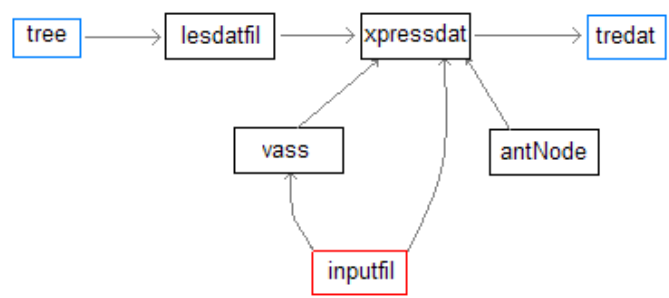 tree
lesdatfil
xpressdat
tredat
vass
antNode
inputfil